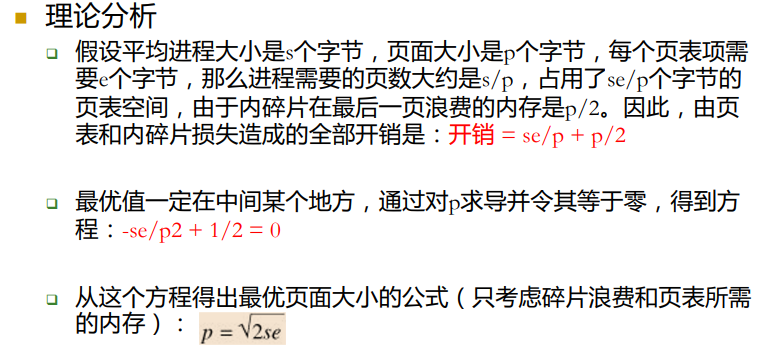 理论分析
假设平均进程大小是s个字节，页面大小是p个字节，每个页表项需
要e个字节，那么进程需要的页数大约是s/p，占用了se/p个字节的
页表空间，由于内碎片在最后一页浪费的内存是p/2。因此，由页
表和内碎片损失造成的全部开销是：开销 = se/p + p/2
最优值一定在中间某个地方，通过对p求导并令其等于零，得到方
程：-se/p2 + 1/2 = 0
从这个方程得出最优页面大小的公式（只考虑碎片浪费和页表所需
的内存）： p = √2se